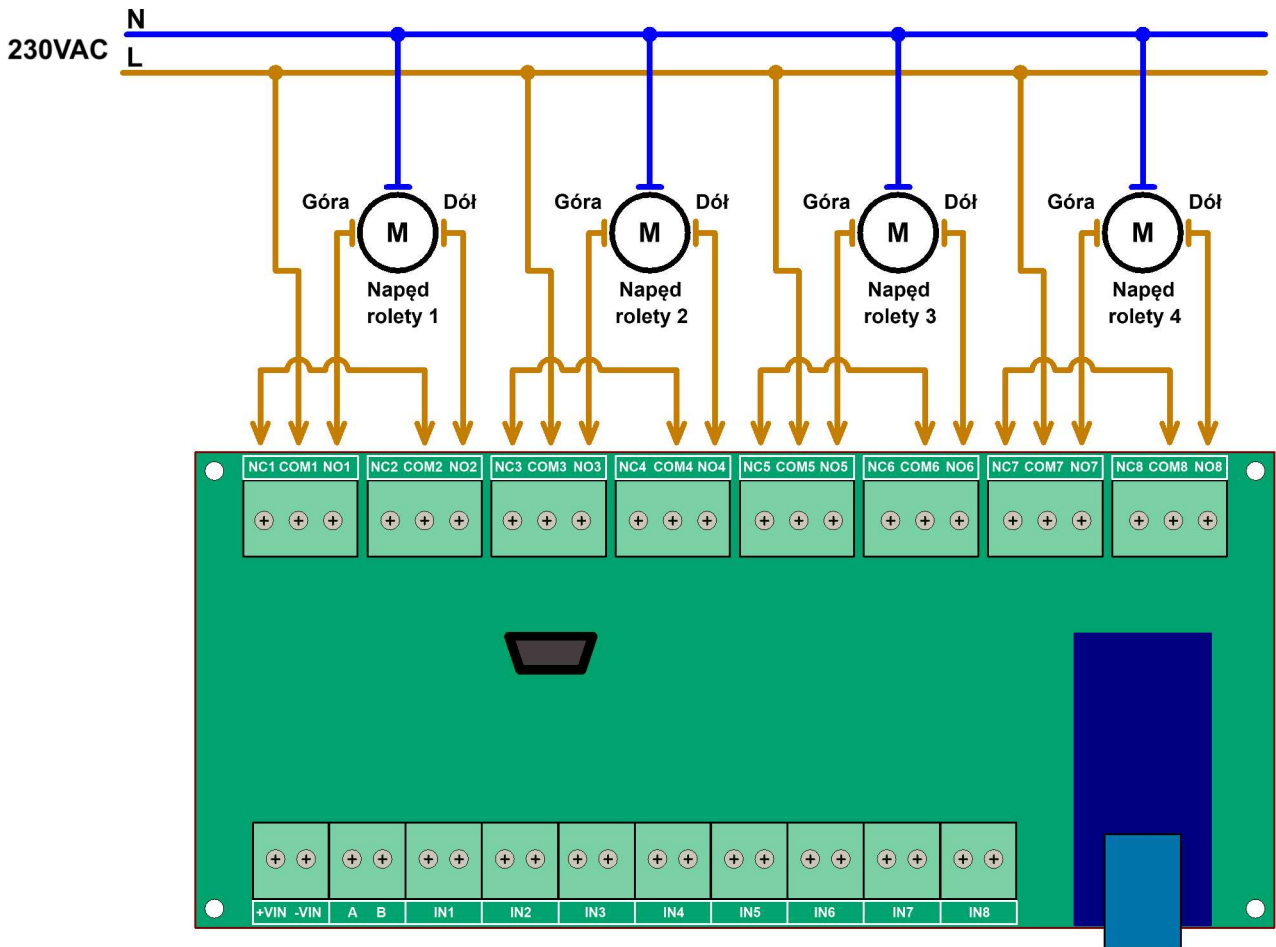 N
230VAC
L
Góra Dół Góra Dół Góra Dół Góra Dół
M M M M
Napęd Napęd Napęd Napęd
rolety 1 rolety 2 rolety 3 rolety 4
NC1 COM1 NO1 NC2 COM2 NO2 NC3 COM3 NO3 NC4 COM4 NO4 NC5 COM5 NO5 NC6 COM6 NO6 NC7 COM7 NO7 NC8 COM8 NO8
+VIN -VIN A B IN1 IN2 IN3 IN4 IN5 IN6 IN7 IN8